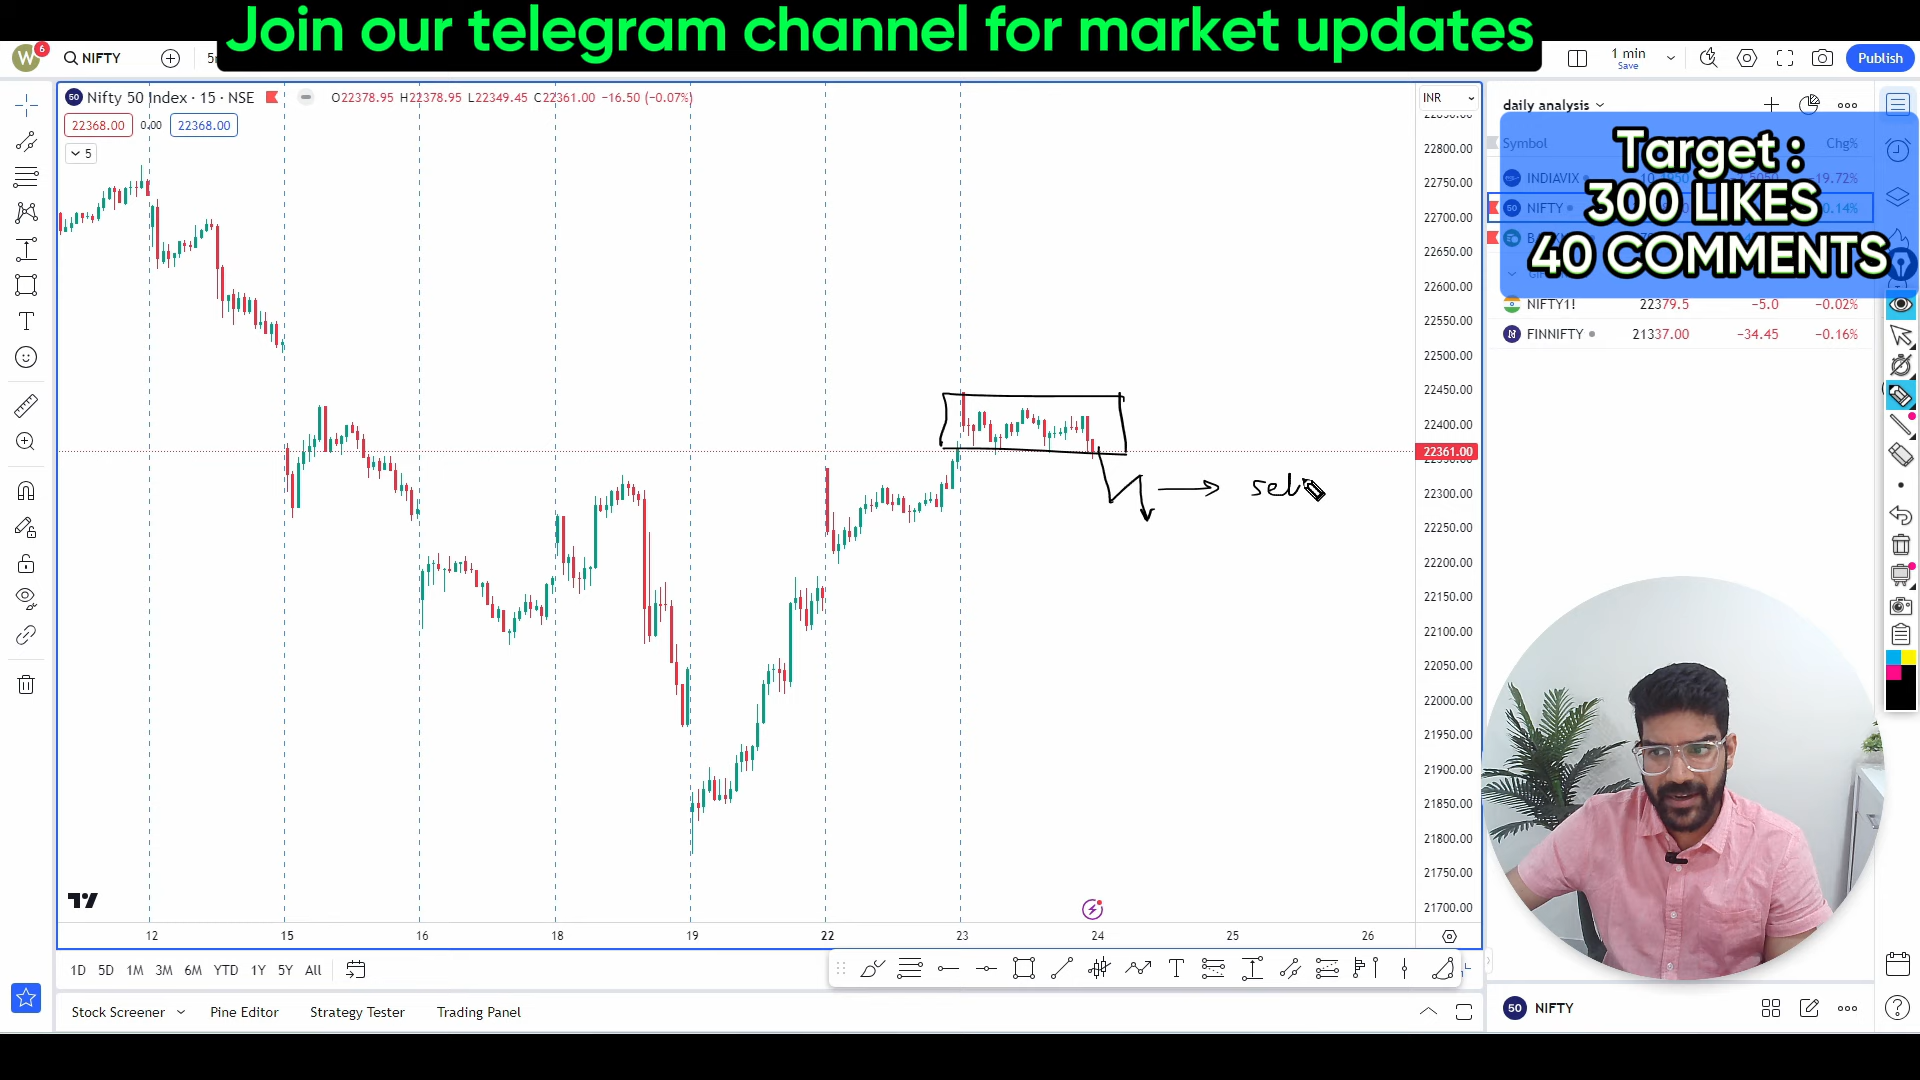 Join our telegram channel for market updates
W 6 NIFTY 1 min Save Publish
50 Nifty 50 Index · 15 · NSE O22378.95 H22378.95 L22349.45 C22361.00 −16.50 (−0.07%)
22368.00 0.00 22368.00
5
INR
22800.00
22750.00
22700.00
22650.00
22600.00
22550.00
22500.00
22450.00
22400.00
22361.00
22300.00
22250.00
22200.00
22150.00
22100.00
22050.00
22000.00
21950.00
21900.00
21850.00
21800.00
21750.00
21700.00
sell
12 15 16 18 19 22 23 24 25 26
daily analysis
Symbol Chg%
Target :
300 LIKES
40 COMMENTS
INDIAVIX −19.72%
50 NIFTY 0.14%
NIFTY1! 22379.5 −5.0 −0.02%
FINNIFTY 21337.00 −34.45 −0.16%
1D 5D 1M 3M 6M YTD 1Y 5Y All
Stock Screener Pine Editor Strategy Tester Trading Panel
50 NIFTY